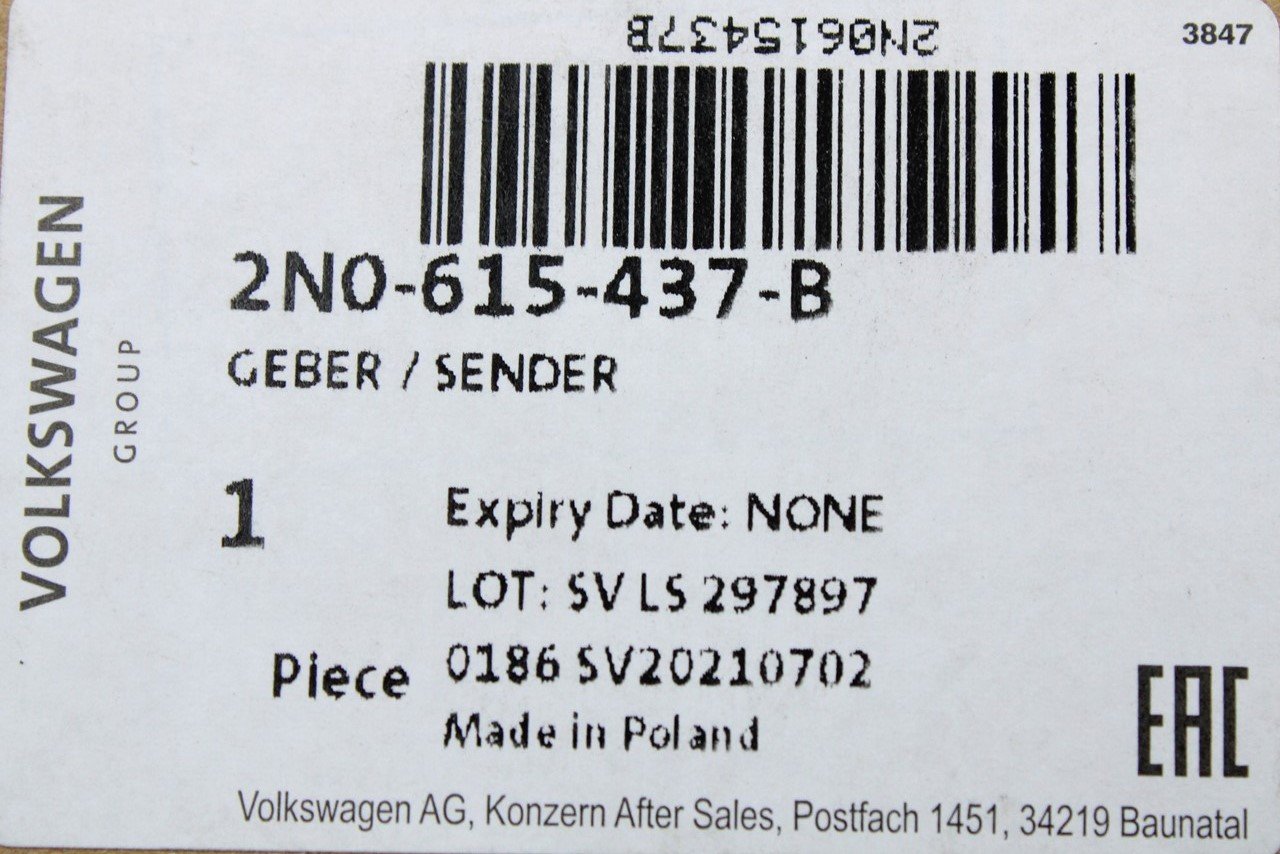 2N0615437B
3847
VOLKSWAGEN
GROUP
2N0-615-437-B
GEBER / SENDER
1
Expiry Date: NONE
LOT: SV LS 297897
Piece
0186 SV20210702
Made in Poland
EAC
Volkswagen AG, Konzern After Sales, Postfach 1451, 34219 Baunatal